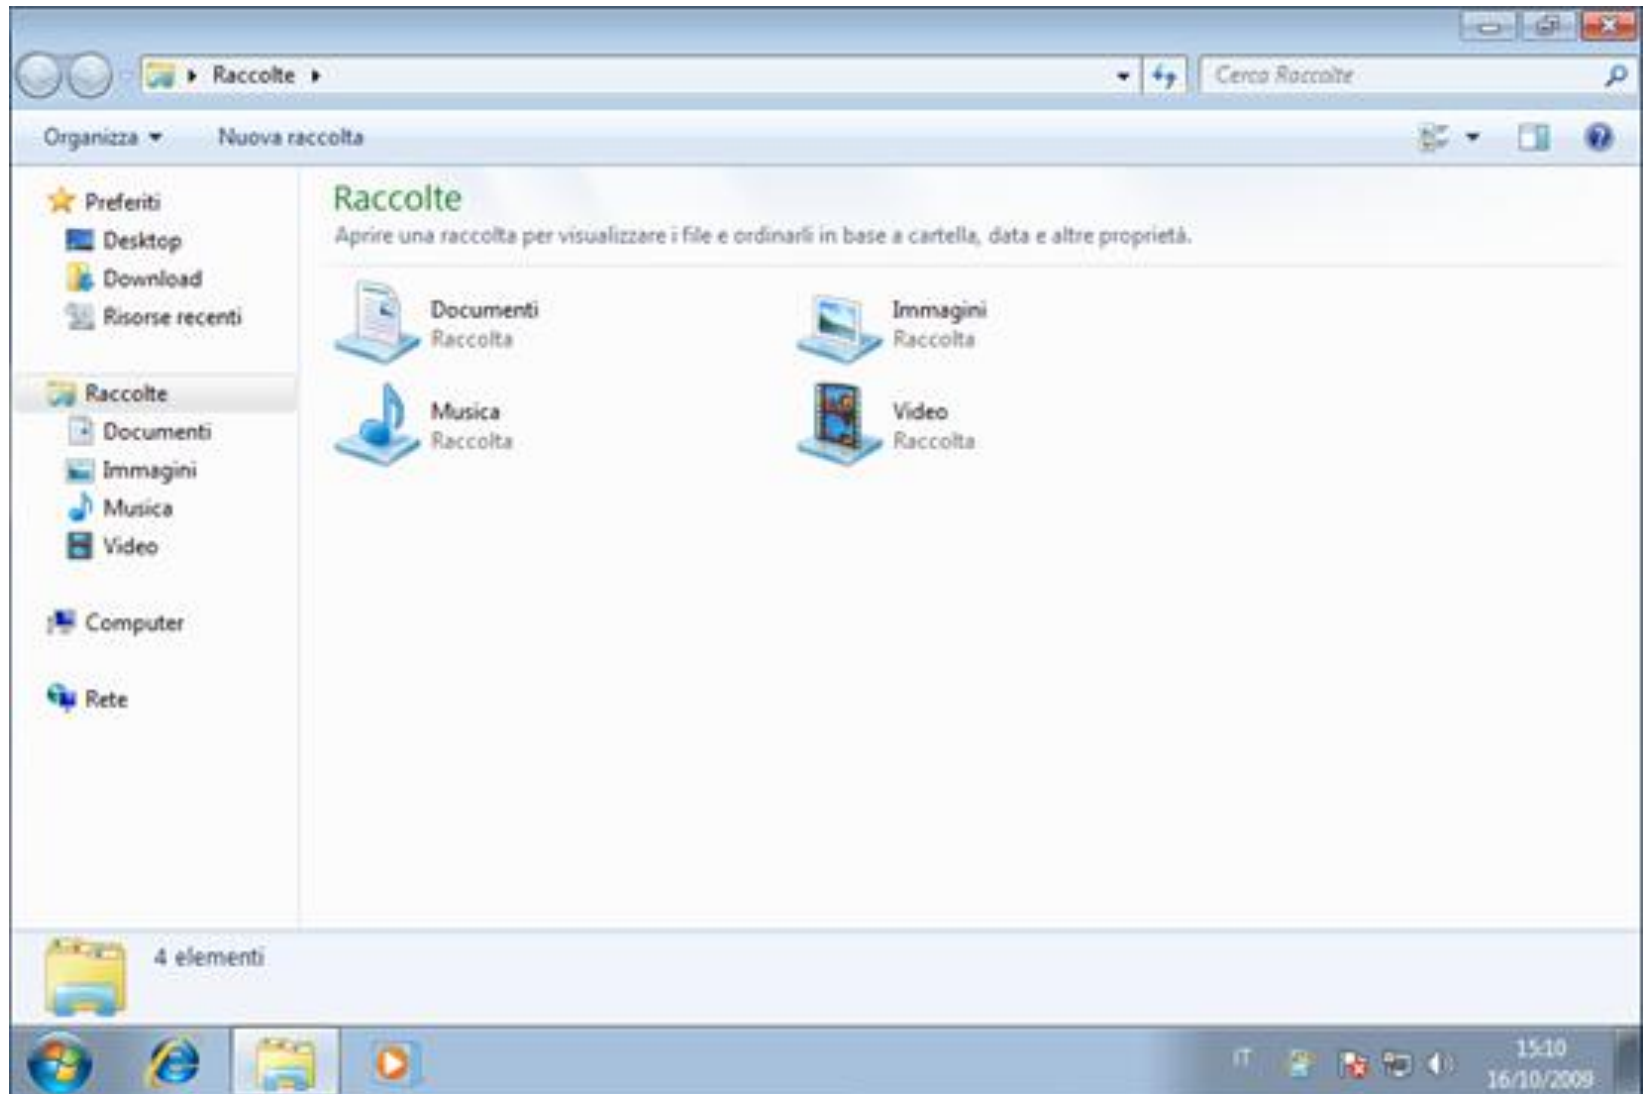 Raccolte
Cerca Raccolte
Organizza
Nuova raccolta
Preferiti
Desktop
Download
Risorse recenti
Raccolte
Documenti
Immagini
Musica
Video
Computer
Rete
Raccolte
Aprire una raccolta per visualizzare i file e ordinarli in base a cartella, data e altre proprietà.
Documenti
Raccolta
Immagini
Raccolta
Musica
Raccolta
Video
Raccolta
4 elementi
IT
15:10
16/10/2009